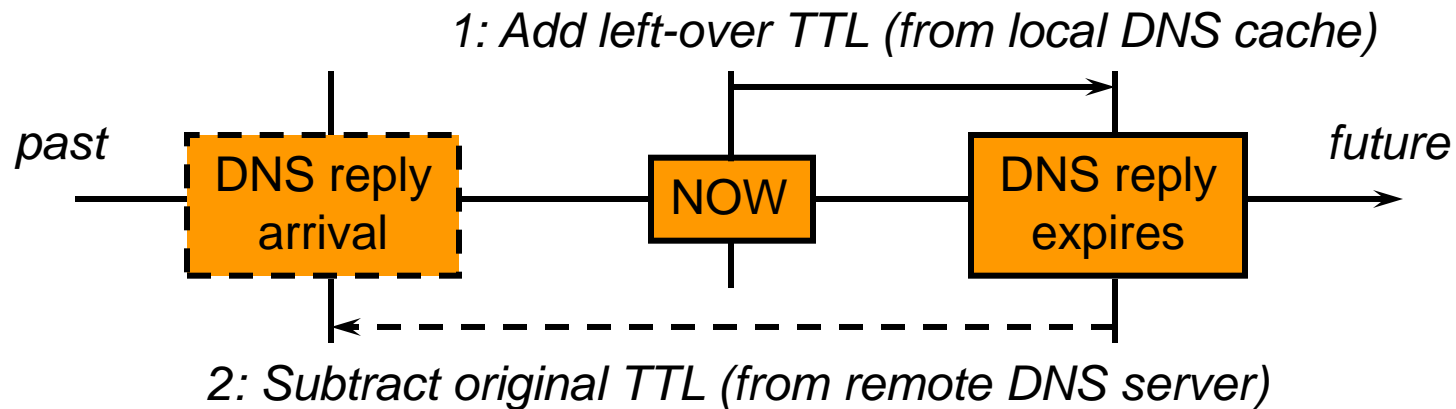 1: Add left-over TTL (from local DNS cache)
past
DNS reply
arrival
NOW
DNS reply
expires
future
2: Subtract original TTL (from remote DNS server)